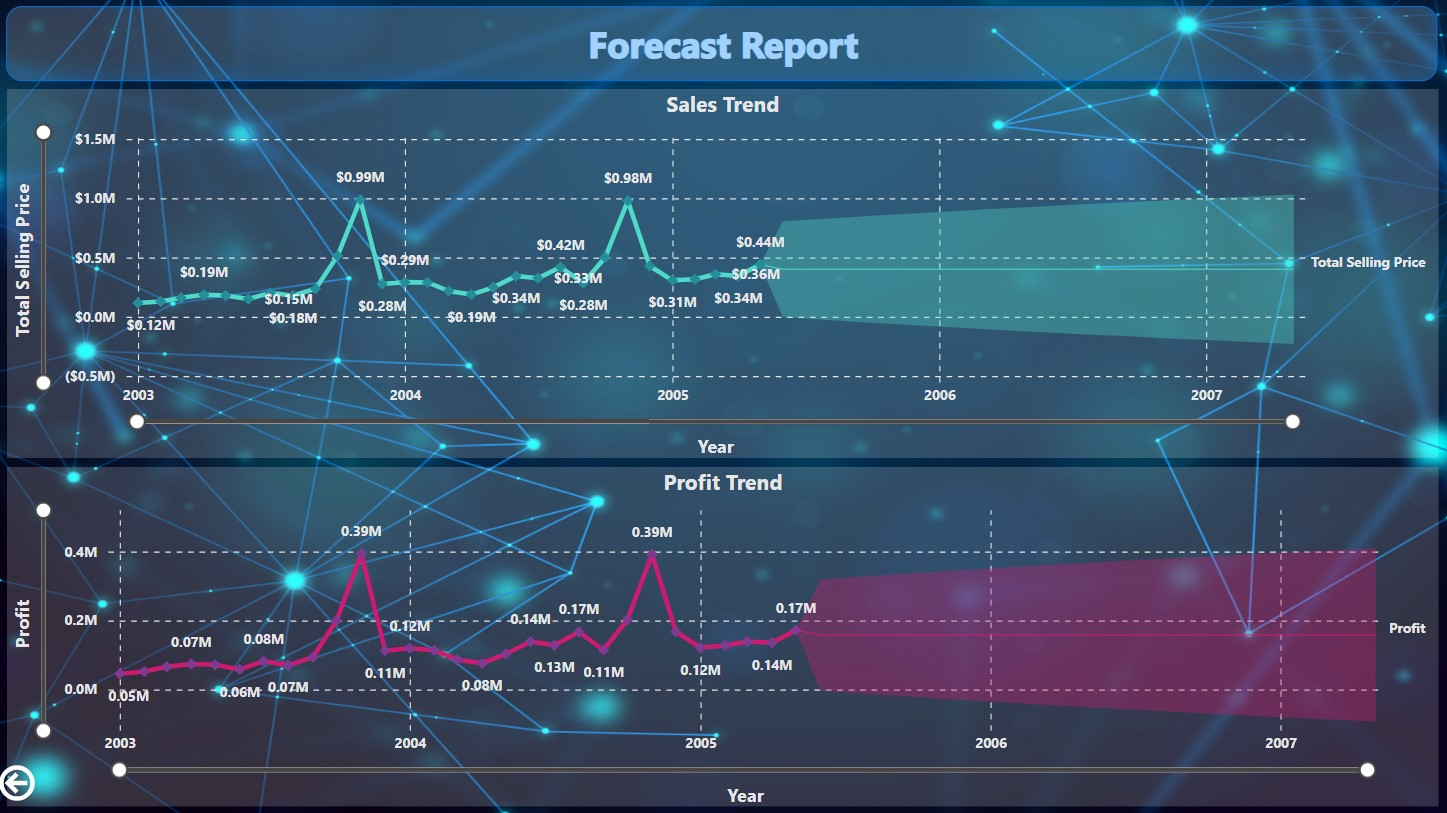 Forecast Report
Sales Trend
Total Selling Price
$1.5M
$1.0M
$0.5M
$0.0M
($0.5M)
$0.12M
$0.19M
$0.15M
$0.18M
$0.99M
$0.28M
$0.29M
$0.19M
$0.34M
$0.42M
$0.33M
$0.28M
$0.98M
$0.31M
$0.34M
$0.36M
$0.44M
Total Selling Price
2003 2004 2005 2006 2007
Year
Profit Trend
Profit
0.4M
0.2M
0.0M
0.05M
0.07M
0.06M
0.08M
0.07M
0.39M
0.11M
0.12M
0.08M
0.14M
0.13M
0.17M
0.11M
0.39M
0.12M
0.14M
0.17M
Profit
2003 2004 2005 2006 2007
Year